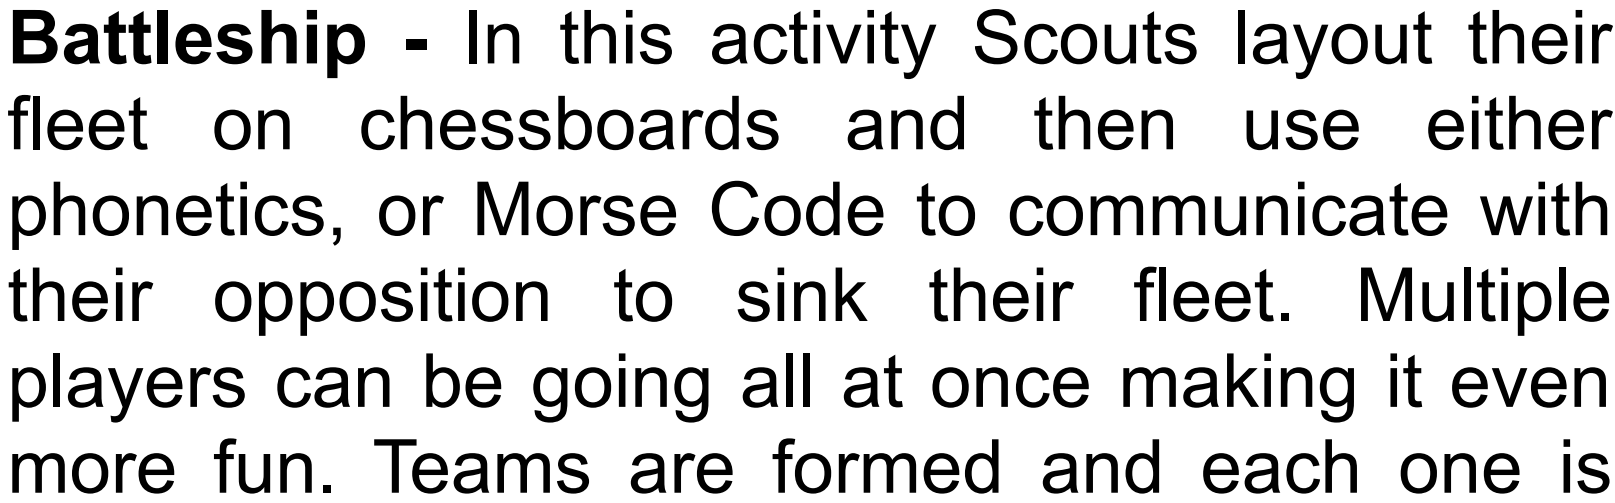 Battleship - In this activity Scouts layout their
fleet on chessboards and then use either
phonetics, or Morse Code to communicate with
their opposition to sink their fleet. Multiple
players can be going all at once making it even
more fun. Teams are formed and each one is